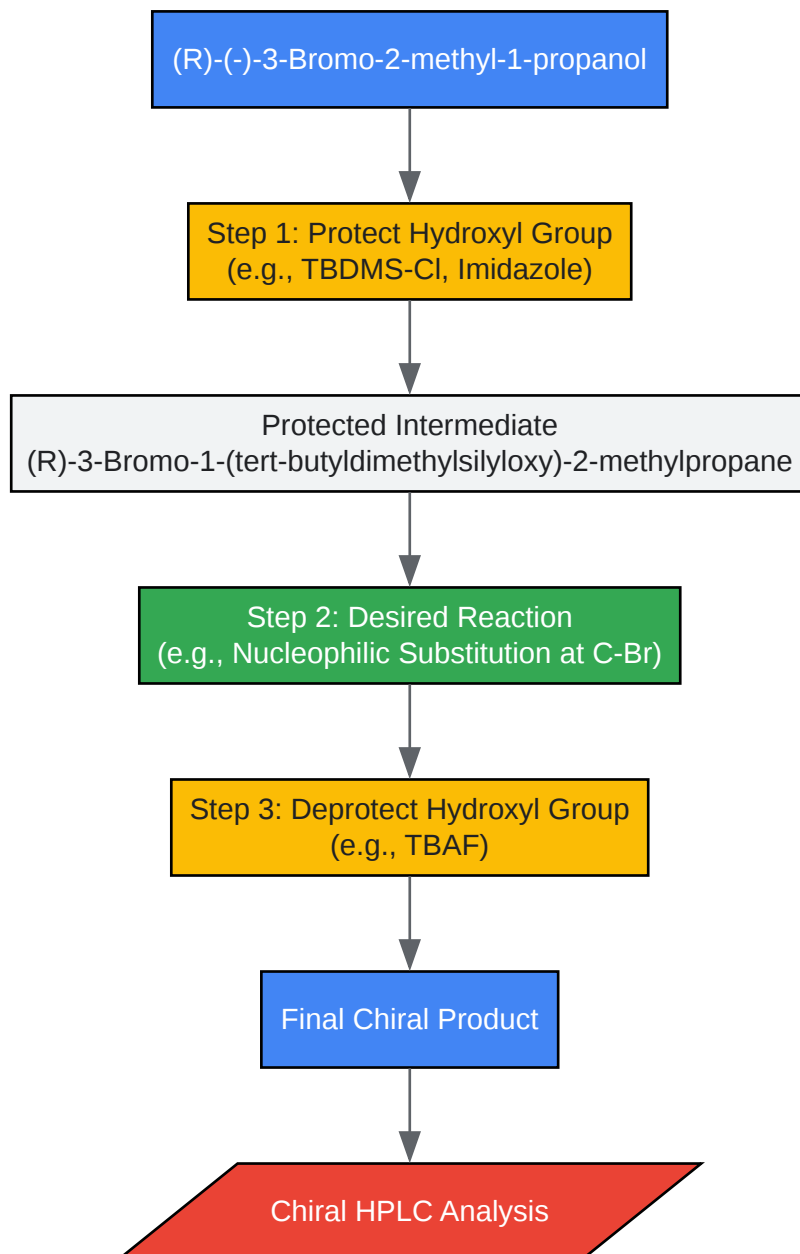 (R)-(-)-3-Bromo-2-methyl-1-propanol
Step 1: Protect Hydroxyl Group
(e.g., TBDMS-Cl, Imidazole)
Protected Intermediate
(R)-3-Bromo-1-(tert-butyldimethylsilyloxy)-2-methylpropane
Step 2: Desired Reaction
(e.g., Nucleophilic Substitution at C-Br)
Step 3: Deprotect Hydroxyl Group
(e.g., TBAF)
Final Chiral Product
Chiral HPLC Analysis